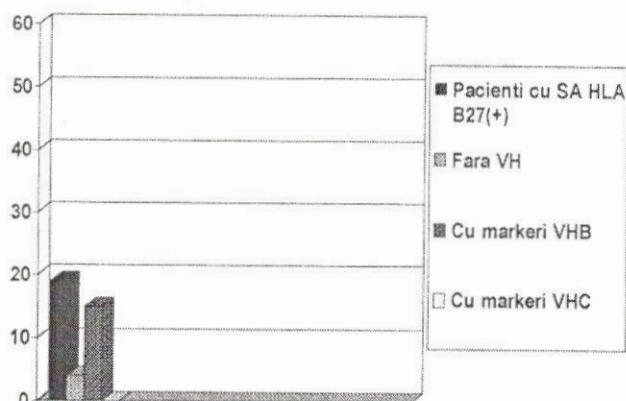 60
50
40
30
20
10
0
Pacienti cu SA HLA
B27(+)
Fara VH
Cu markeri VHB
Cu markeri VHC